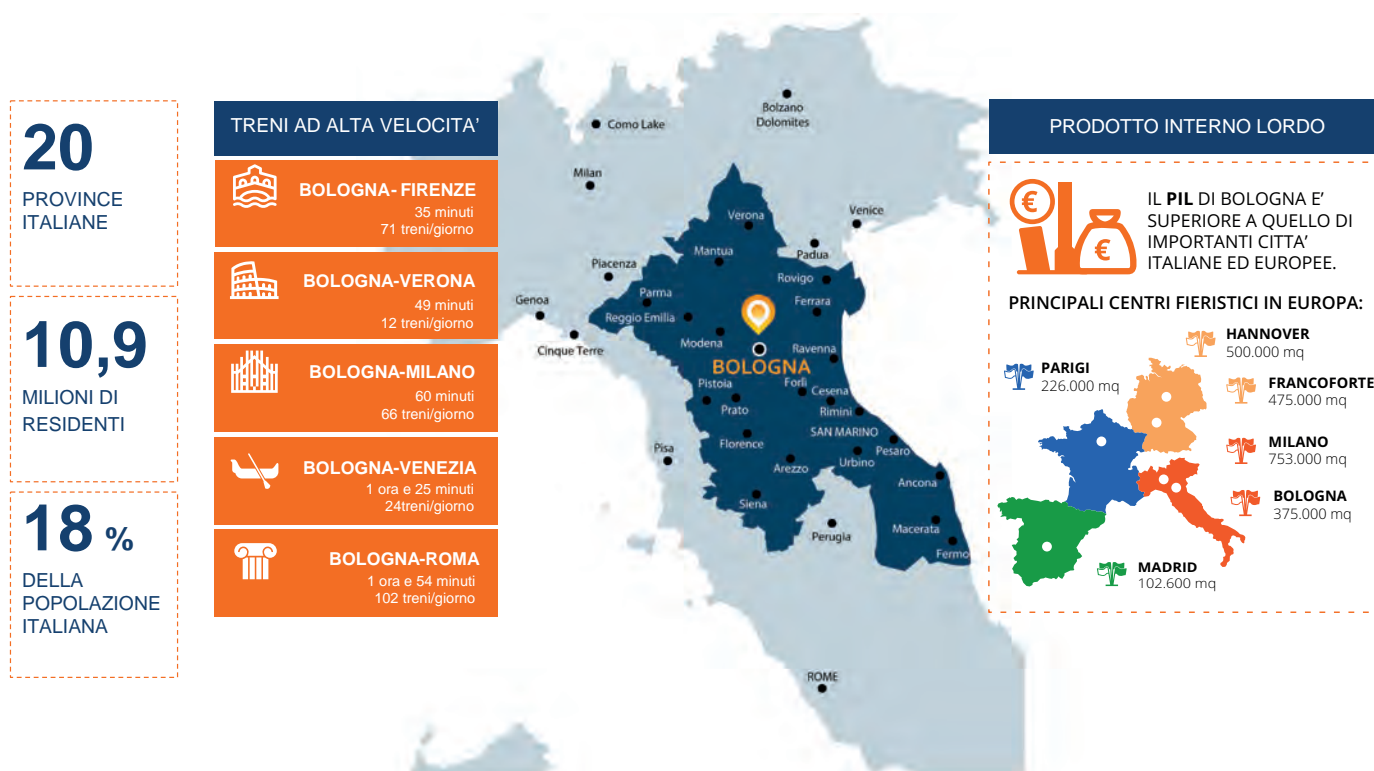 20
PROVINCE
ITALIANE
10,9
MILIONI DI
RESIDENTI
18 %
DELLA
POPOLAZIONE
ITALIANA
TRENI AD ALTA VELOCITA'
BOLOGNA- FIRENZE
35 minuti
71 treni/giorno
BOLOGNA-VERONA
49 minuti
12 treni/giorno
BOLOGNA-MILANO
60 minuti
66 treni/giorno
BOLOGNA-VENEZIA
1 ora e 25 minuti
24treni/giorno
BOLOGNA-ROMA
1 ora e 54 minuti
102 treni/giorno
Bolzano
Dolomites
Como Lake
Milan
Verona
Venice
Mantua
Padua
Piacenza
Rovigo
Parma
Genoa
Ferrara
Reggio Emilia
Modena
Cinque Terre
Ravenna
BOLOGNA
Pistoia
Forlì
Cesena
Prato
Rimini
SAN MARINO
Florence
Pisa
Pesaro
Urbino
Arezzo
Ancona
Siena
Macerata
Perugia
Fermo
ROME
PRODOTTO INTERNO LORDO
€
€
IL PIL DI BOLOGNA E'
SUPERIORE A QUELLO DI
IMPORTANTI CITTA'
ITALIANE ED EUROPEE.
PRINCIPALI CENTRI FIERISTICI IN EUROPA:
HANNOVER
500.000 mq
PARIGI
226.000 mq
FRANCOFORTE
475.000 mq
MILANO
753.000 mq
BOLOGNA
375.000 mq
MADRID
102.600 mq